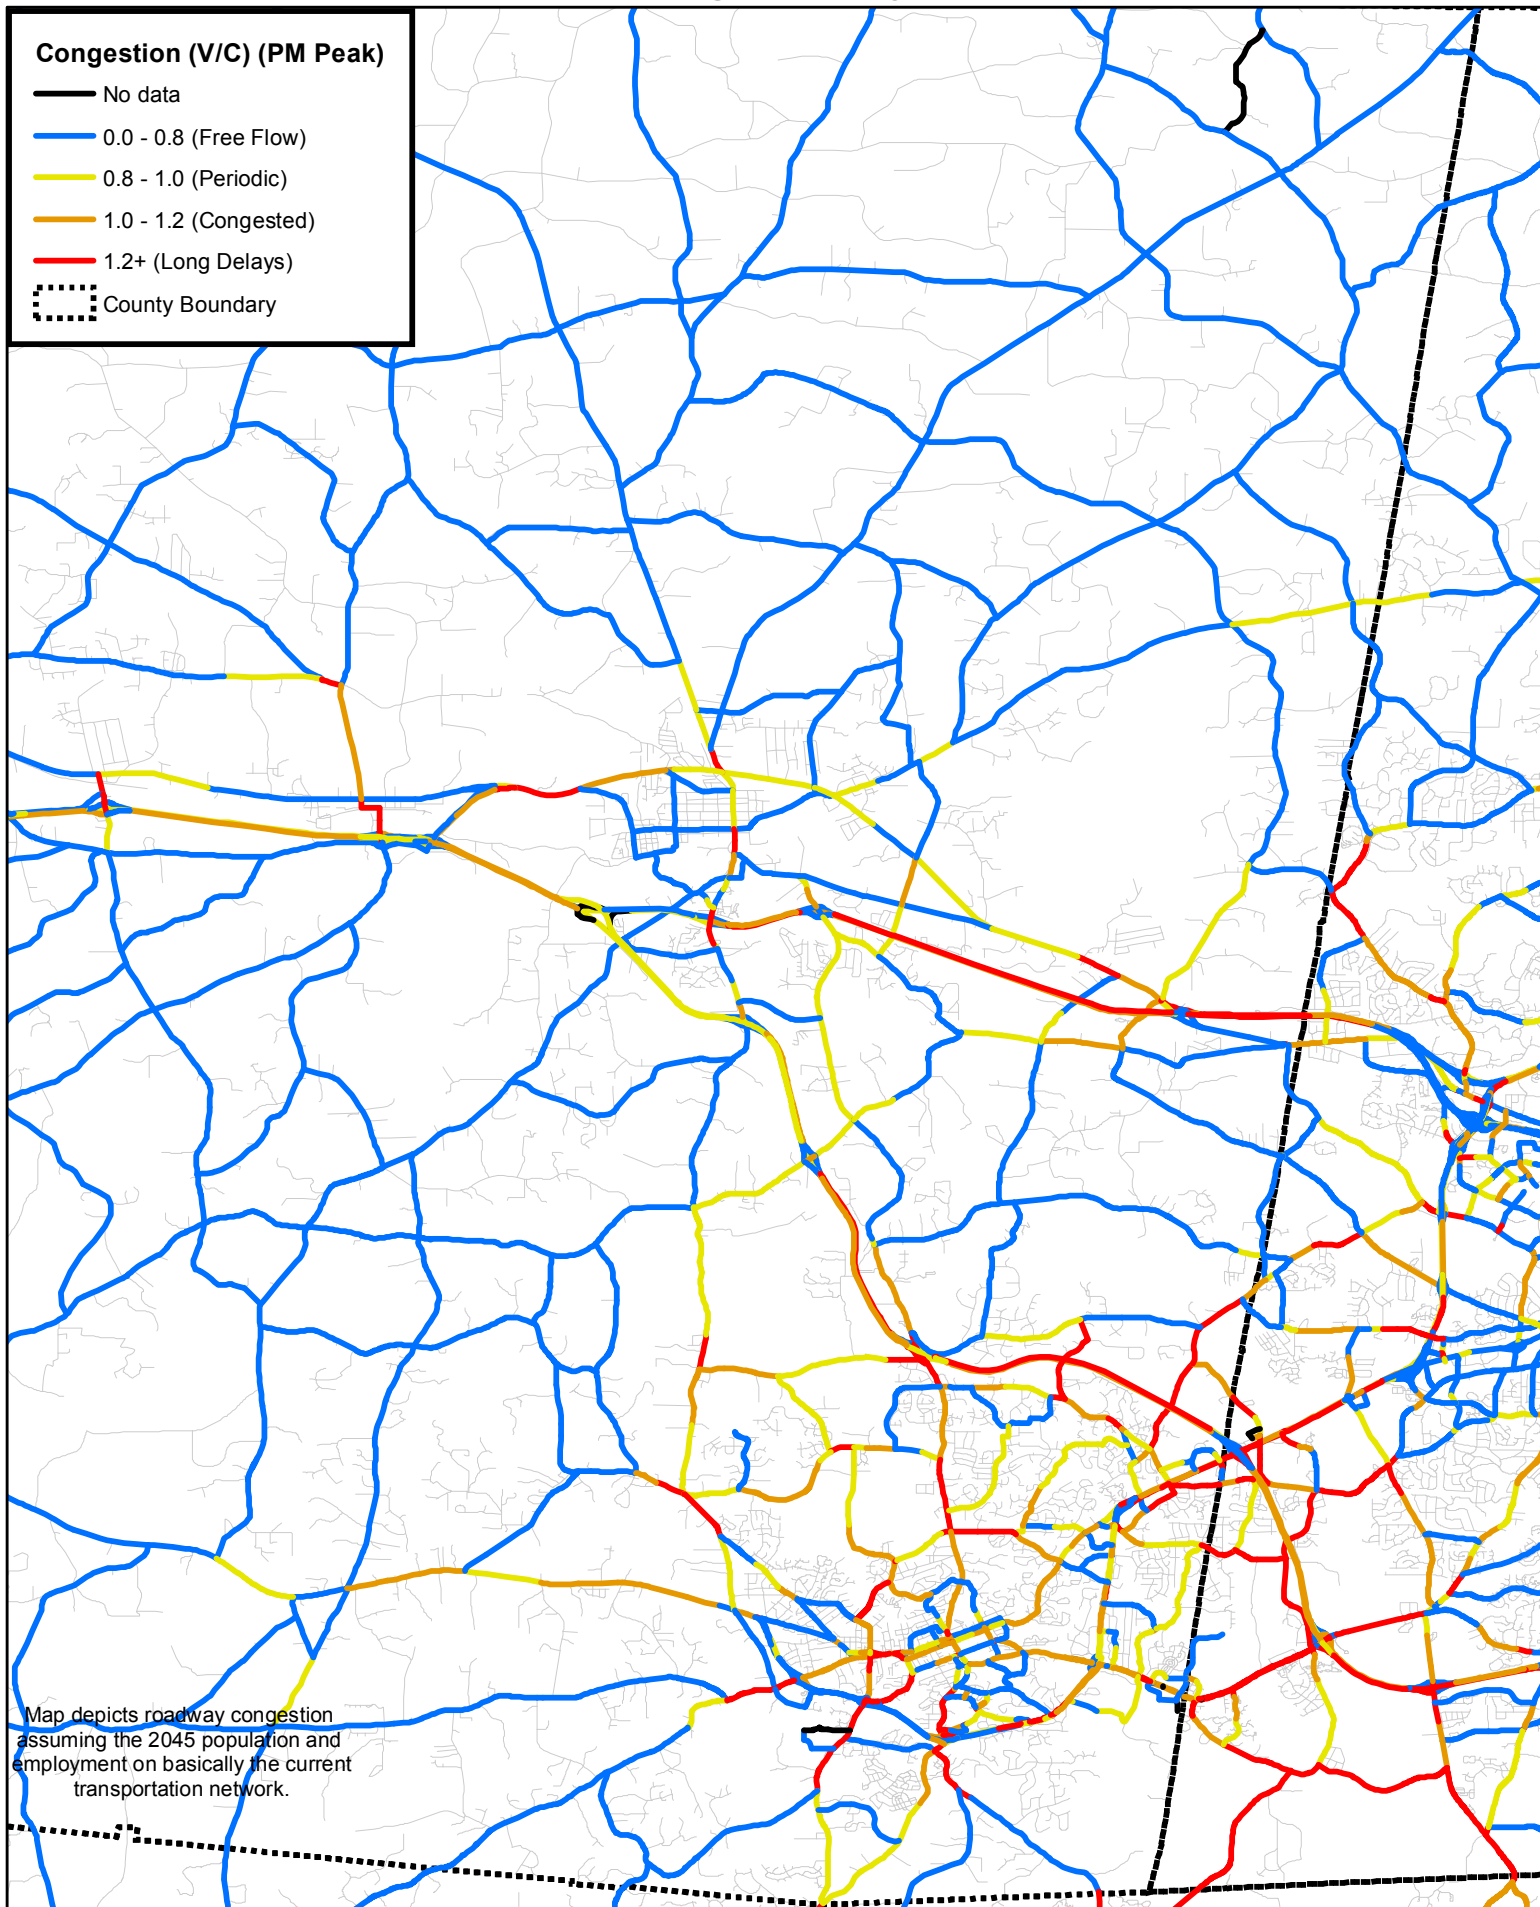 Congestion (V/C) (PM Peak)
No data
0.0 - 0.8 (Free Flow)
0.8 - 1.0 (Periodic)
1.0 - 1.2 (Congested)
1.2+ (Long Delays)
County Boundary
Map depicts roadway congestion
assuming the 2045 population and
employment on basically the current
transportation network.